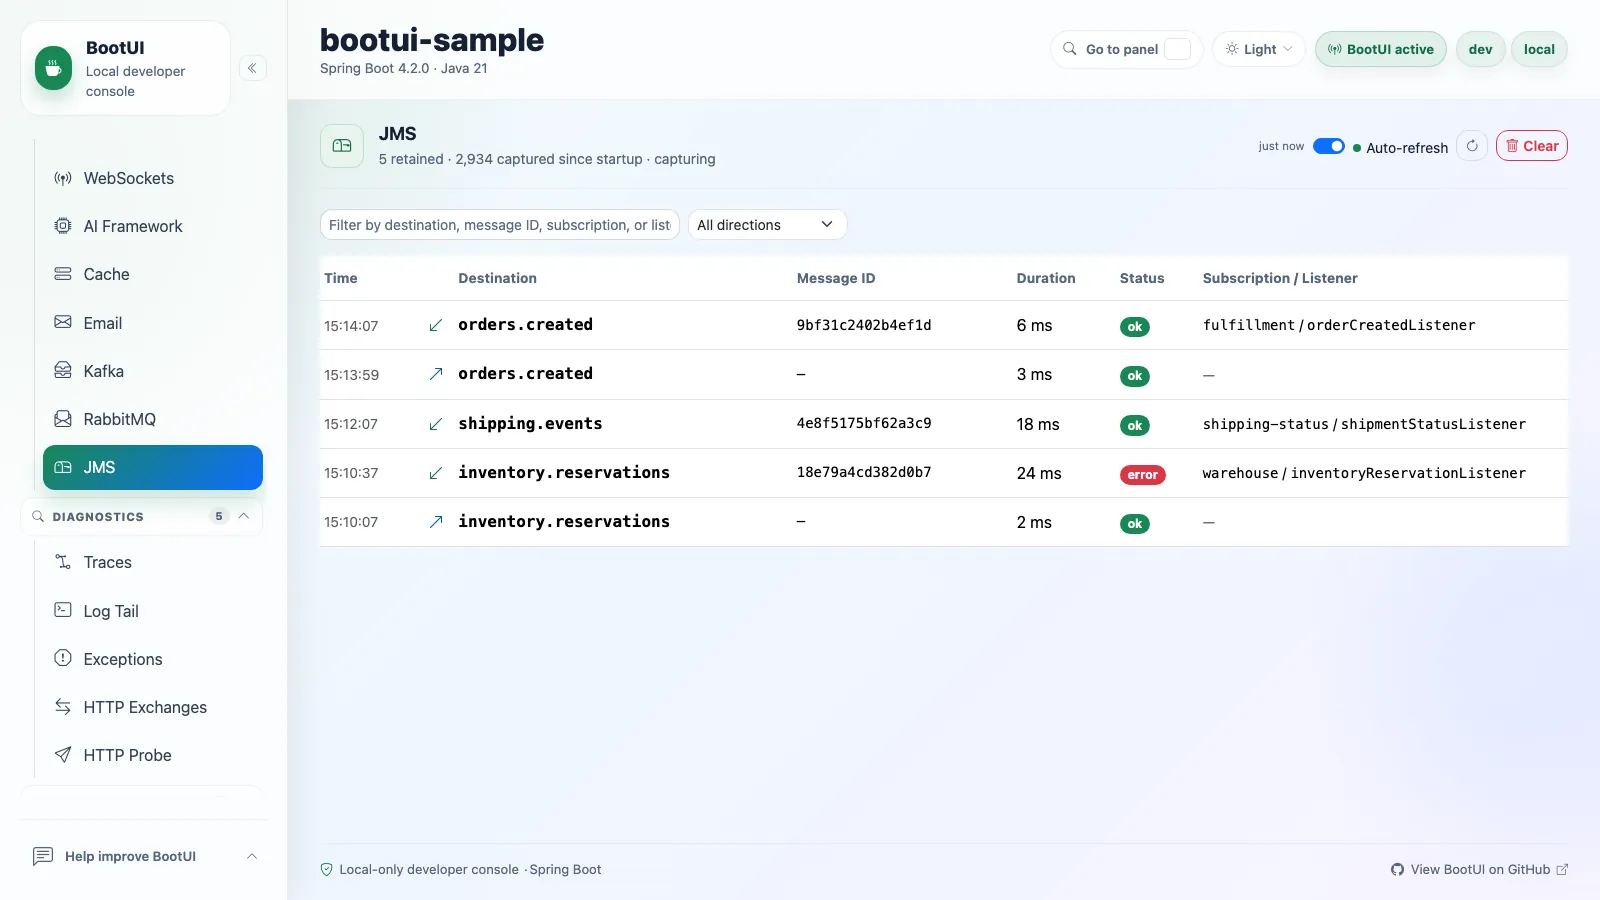 BootUI
Local developer
console
WebSockets
AI Framework
Cache
Email
Kafka
RabbitMQ
JMS
DIAGNOSTICS 5
Traces
Log Tail
Exceptions
HTTP Exchanges
HTTP Probe
Help improve BootUI
bootui-sample
Spring Boot 4.2.0 · Java 21
Go to panel
Light
BootUI active
dev
local
JMS
5 retained · 2,934 captured since startup · capturing
just now
Auto-refresh
Clear
Filter by destination, message ID, subscription, or list
All directions
Time Destination Message ID Duration Status Subscription / Listener
15:14:07 orders.created 9bf31c2402b4ef1d 6 ms ok fulfillment / orderCreatedListener
15:13:59 orders.created — 3 ms ok —
15:12:07 shipping.events 4e8f5175bf62a3c9 18 ms ok shipping-status / shipmentStatusListener
15:10:37 inventory.reservations 18e79a4cd382d0b7 24 ms error warehouse / inventoryReservationListener
15:10:07 inventory.reservations — 2 ms ok —
Local-only developer console · Spring Boot
View BootUI on GitHub